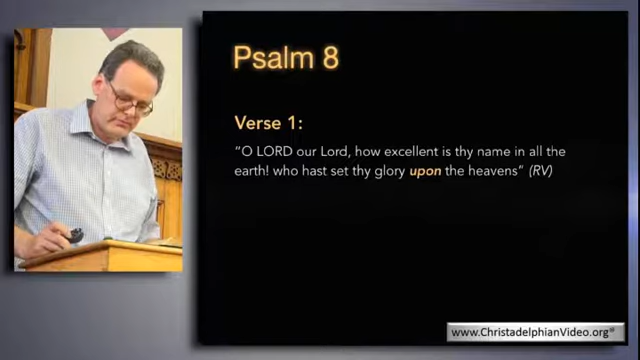 Psalm 8
Verse 1:
“O LORD our Lord, how excellent is thy name in all the
earth! who hast set thy glory upon the heavens” (RV)
www.ChristadelphianVideo.org®